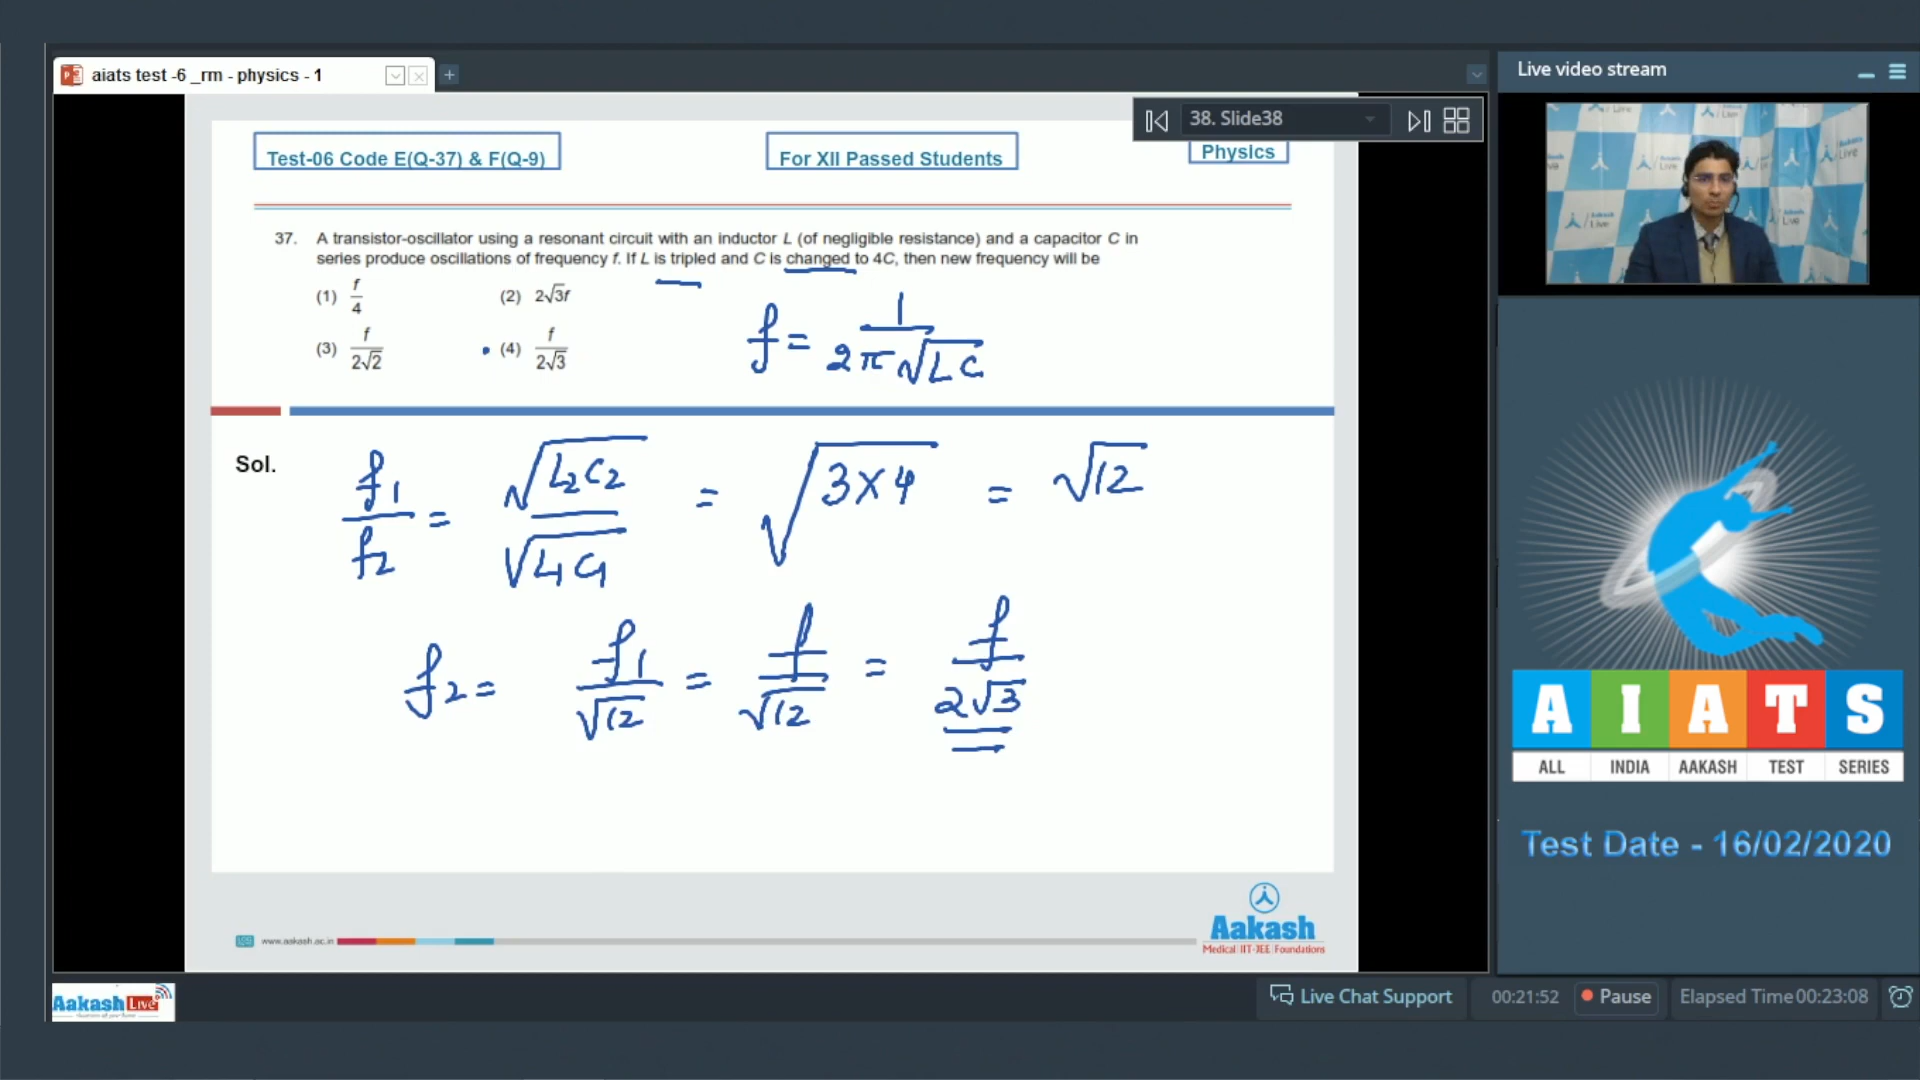 aiats test -6 _rm - physics - 1
Live video stream
38. Slide38
Test-06 Code E(Q-37) & F(Q-9)
For XII Passed Students
Physics
37. A transistor-oscillator using a resonant circuit with an inductor L (of negligible resistance) and a capacitor C in
series produce oscillations of frequency f. If L is tripled and C is changed to 4C, then new frequency will be
(1) f/4 (2) 2√3f
(3) f/2√2 (4) f/2√3
f = 1/2π√LC
Sol.
f1/f2 = √L2C2/√L1C1 = √3×4 = √12
f2 = f1/√12 = f/√12 = f/2√3
www.aakash.ac.in
Aakash
Medical|IIT-JEE|Foundations
A I A T S
ALL INDIA AAKASH TEST SERIES
Test Date - 16/02/2020
Aakash Live
Live Chat Support
00:21:52
Pause
Elapsed Time 00:23:08